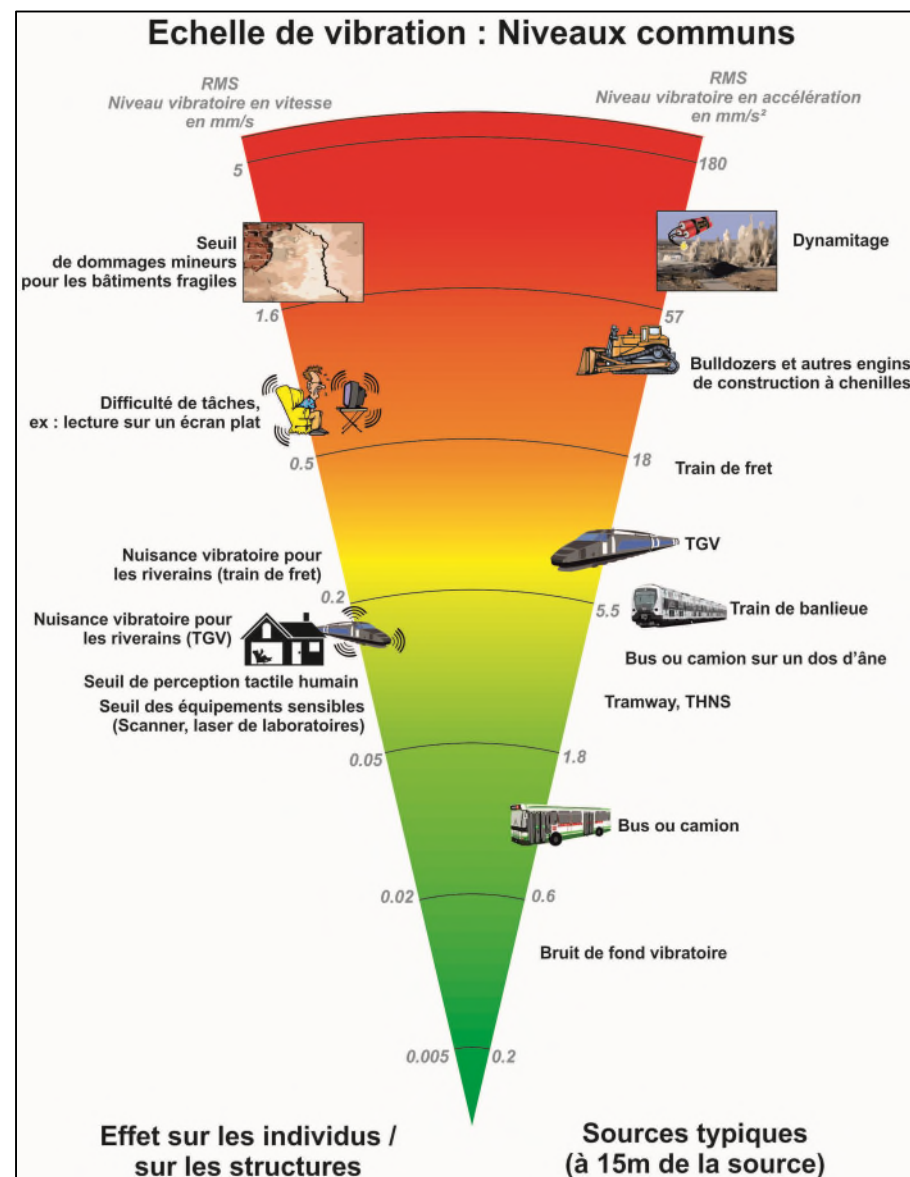 Echelle de vibration : Niveaux communs
RMS
Niveau vibratoire en vitesse
en mm/s
RMS
Niveau vibratoire en accélération
en mm/s²
5
180
Seuil
de dommages mineurs
pour les bâtiments fragiles
Dynamitage
1.6
57
Bulldozers et autres engins
de construction à chenilles
Difficulté de tâches,
ex : lecture sur un écran plat
0.5
18
Train de fret
TGV
Nuisance vibratoire pour
les riverains (train de fret)
0.2
5.5
Train de banlieue
Nuisance vibratoire pour
les riverains (TGV)
Bus ou camion sur un dos d'âne
Seuil de perception tactile humain
Seuil des équipements sensibles
(Scanner, laser de laboratoires)
Tramway, THNS
0.05
1.8
Bus ou camion
0.02
0.6
Bruit de fond vibratoire
0.005
0.2
Effet sur les individus /
sur les structures
Sources typiques
(à 15m de la source)